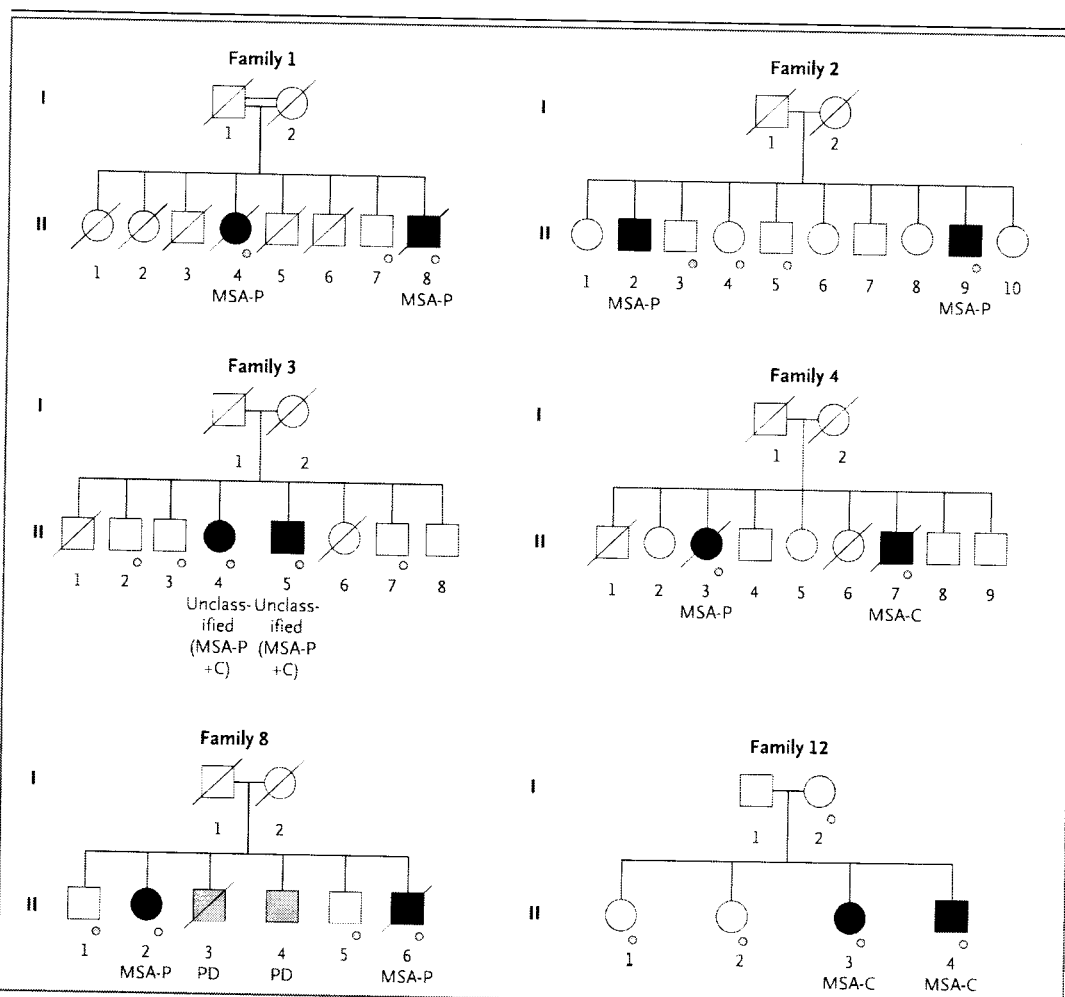 Family 1
I
1 2
II
1 2 3 4 5 6 7 8
MSA-P MSA-P
Family 2
I
1 2
II
1 2 3 4 5 6 7 8 9 10
MSA-P MSA-P
Family 3
I
1 2
II
1 2 3 4 5 6 7 8
Unclass- Unclass-
ified ified
(MSA-P (MSA-P
+C) +C)
Family 4
I
1 2
II
1 2 3 4 5 6 7 8 9
MSA-P MSA-C
Family 8
I
1 2
II
1 2 3 4 5 6
MSA-P PD PD MSA-P
Family 12
I
1 2
II
1 2 3 4
MSA-C MSA-C